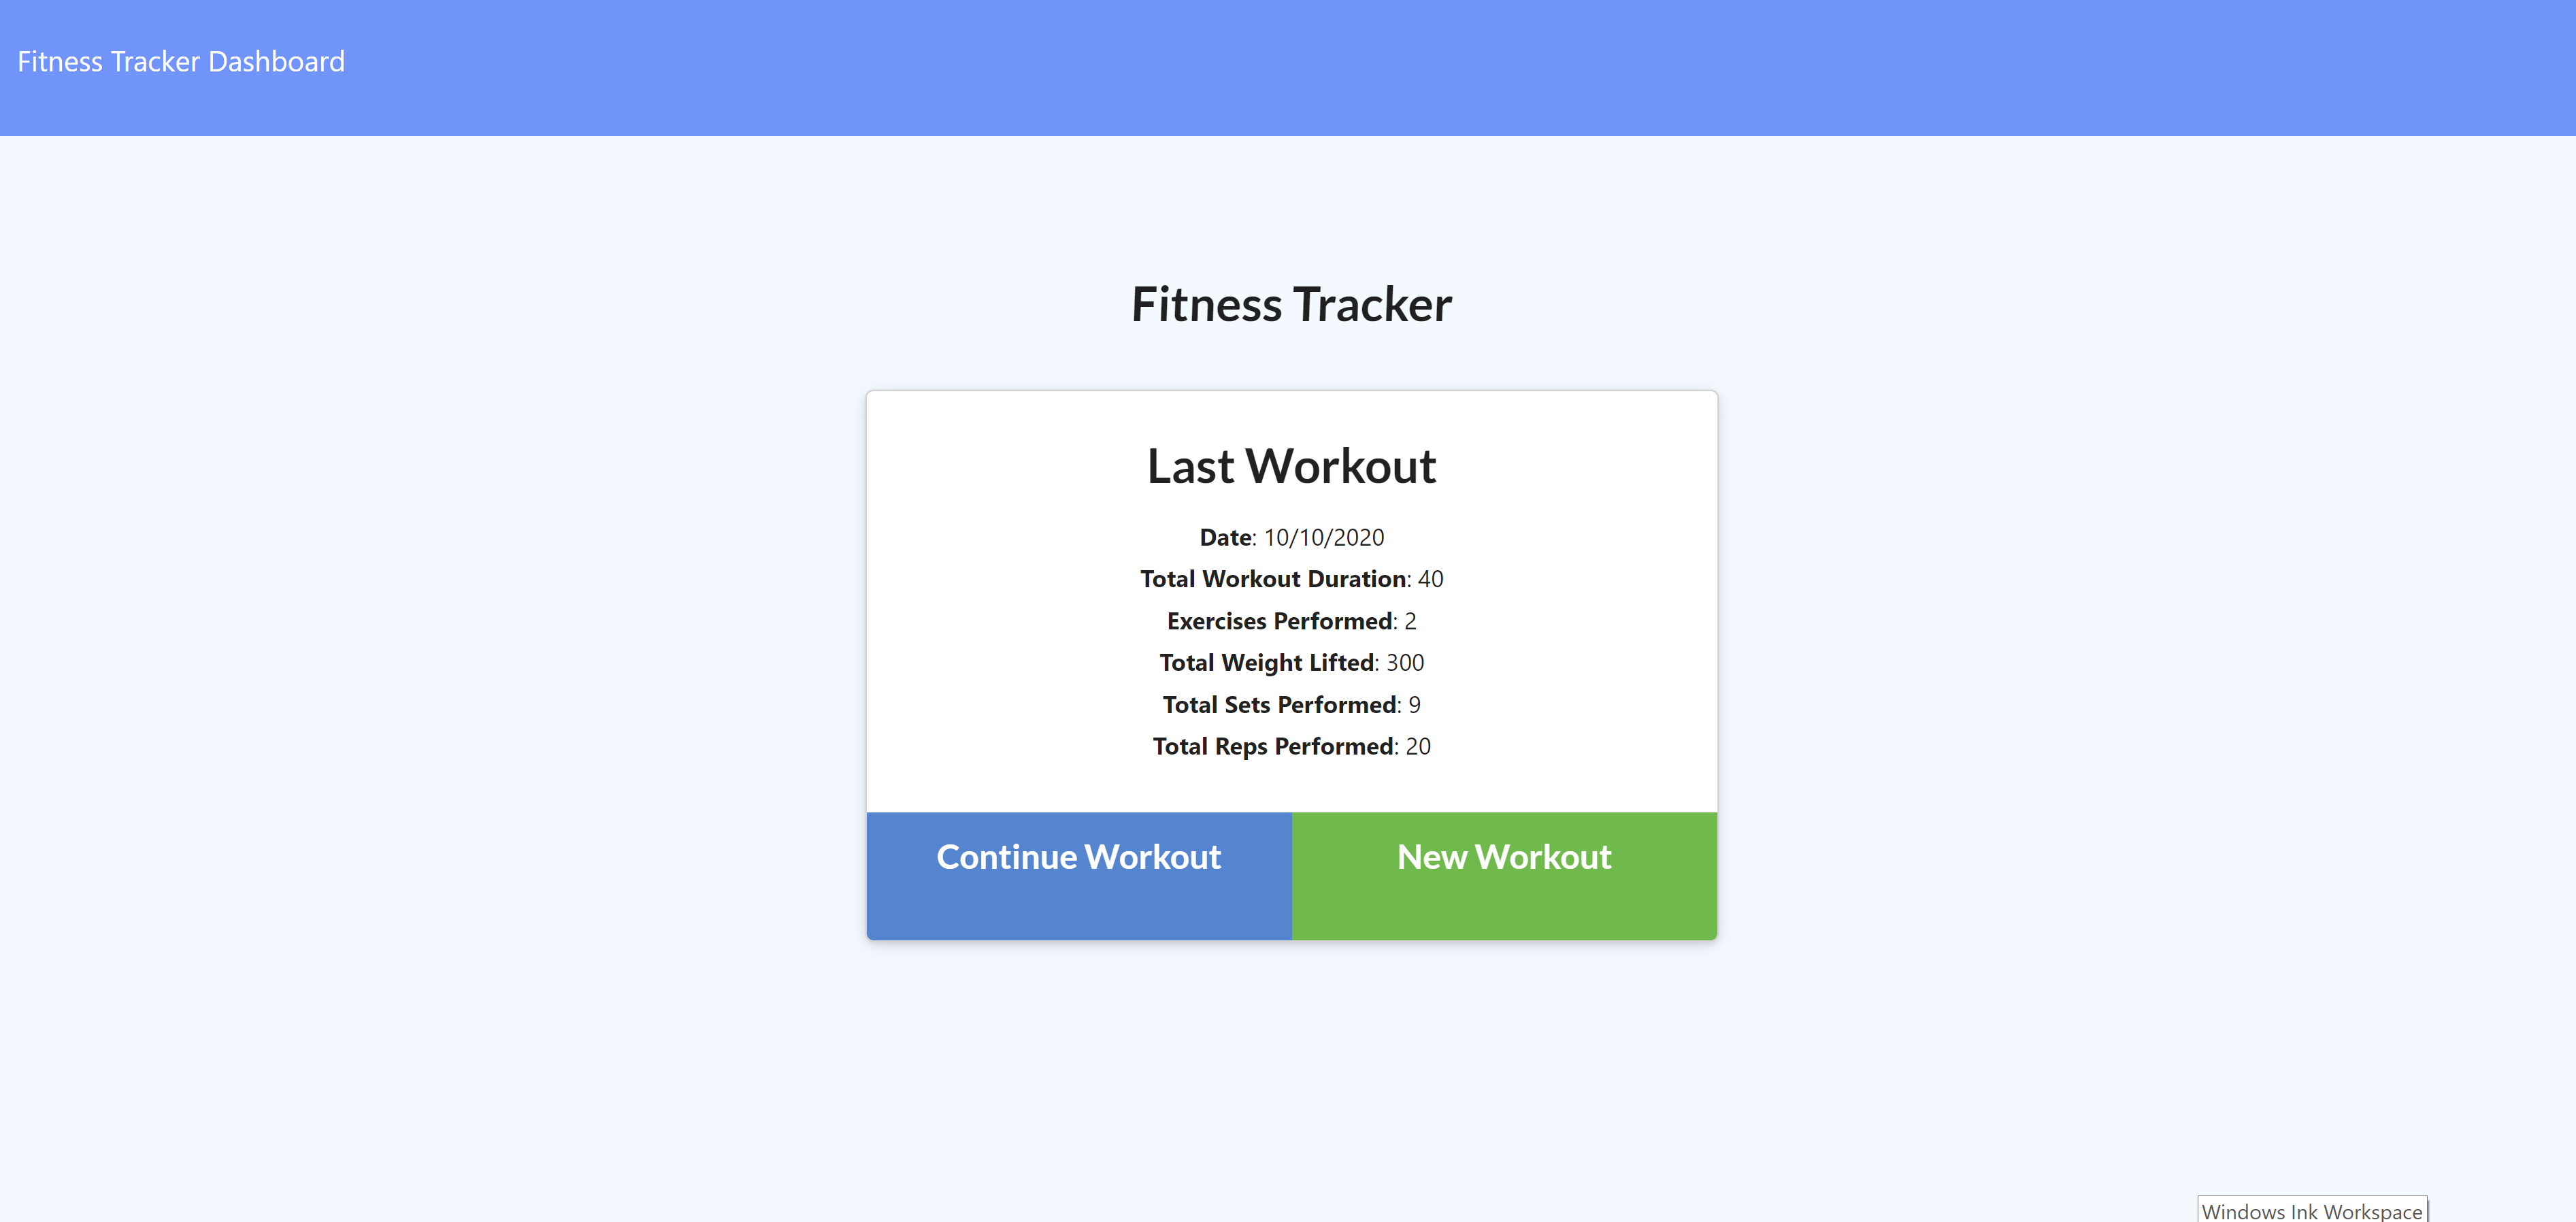 Fitness Tracker Dashboard
Fitness Tracker
Last Workout
Date: 10/10/2020
Total Workout Duration: 40
Exercises Performed: 2
Total Weight Lifted: 300
Total Sets Performed: 9
Total Reps Performed: 20
Continue Workout
New Workout
Windows Ink Workspace